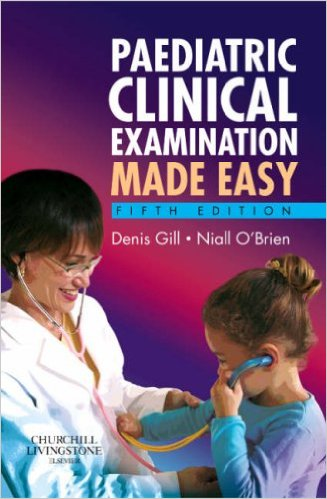 PAEDIATRIC
CLINICAL
EXAMINATION
MADE EASY
FIFTH EDITION
Denis Gill • Niall O'Brien
CHURCHILL
LIVINGSTONE
ELSEVIER